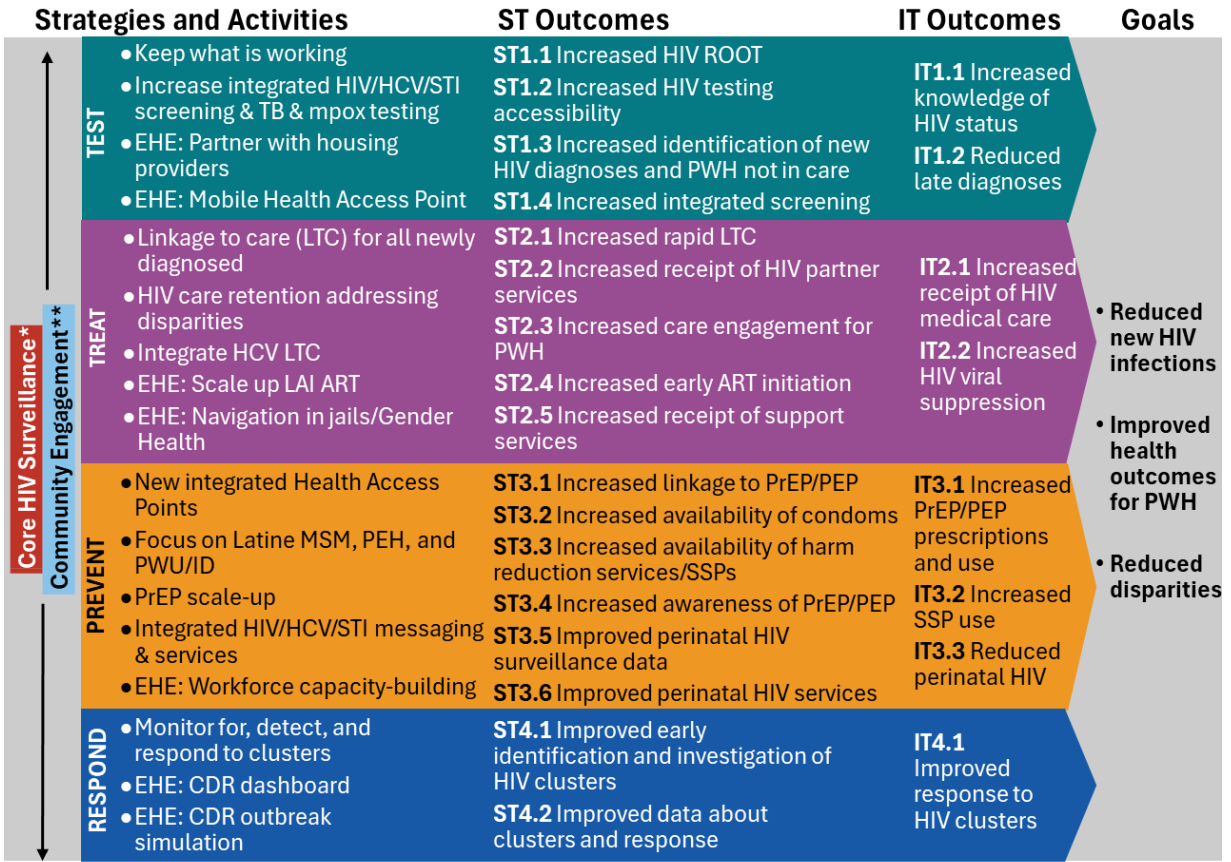 Strategies and Activities
ST Outcomes
IT Outcomes
Goals
Core HIV Surveillance*
Community Engagement**
TEST
• Keep what is working
• Increase integrated HIV/HCV/STI
screening & TB & mpox testing
• EHE: Partner with housing
providers
• EHE: Mobile Health Access Point
ST1.1 Increased HIV ROOT
ST1.2 Increased HIV testing
accessibility
ST1.3 Increased identification of new
HIV diagnoses and PWH not in care
ST1.4 Increased integrated screening
IT1.1 Increased
knowledge of
HIV status
IT1.2 Reduced
late diagnoses
TREAT
• Linkage to care (LTC) for all newly
diagnosed
• HIV care retention addressing
disparities
• Integrate HCV LTC
• EHE: Scale up LAI ART
• EHE: Navigation in jails/Gender
Health
ST2.1 Increased rapid LTC
ST2.2 Increased receipt of HIV partner
services
ST2.3 Increased care engagement for
PWH
ST2.4 Increased early ART initiation
ST2.5 Increased receipt of support
services
IT2.1 Increased
receipt of HIV
medical care
IT2.2 Increased
HIV viral
suppression
PREVENT
• New integrated Health Access
Points
• Focus on Latine MSM, PEH, and
PWU/ID
• PrEP scale-up
• Integrated HIV/HCV/STI messaging
& services
• EHE: Workforce capacity-building
ST3.1 Increased linkage to PrEP/PEP
ST3.2 Increased availability of condoms
ST3.3 Increased availability of harm
reduction services/SSPs
ST3.4 Increased awareness of PrEP/PEP
ST3.5 Improved perinatal HIV
surveillance data
ST3.6 Improved perinatal HIV services
IT3.1 Increased
PrEP/PEP
prescriptions
and use
IT3.2 Increased
SSP use
IT3.3 Reduced
perinatal HIV
RESPOND
• Monitor for, detect, and
respond to clusters
• EHE: CDR dashboard
• EHE: CDR outbreak
simulation
ST4.1 Improved early
identification and investigation of
HIV clusters
ST4.2 Improved data about
clusters and response
IT4.1
Improved
response to
HIV clusters
• Reduced
new HIV
infections
• Improved
health
outcomes
for PWH
• Reduced
disparities